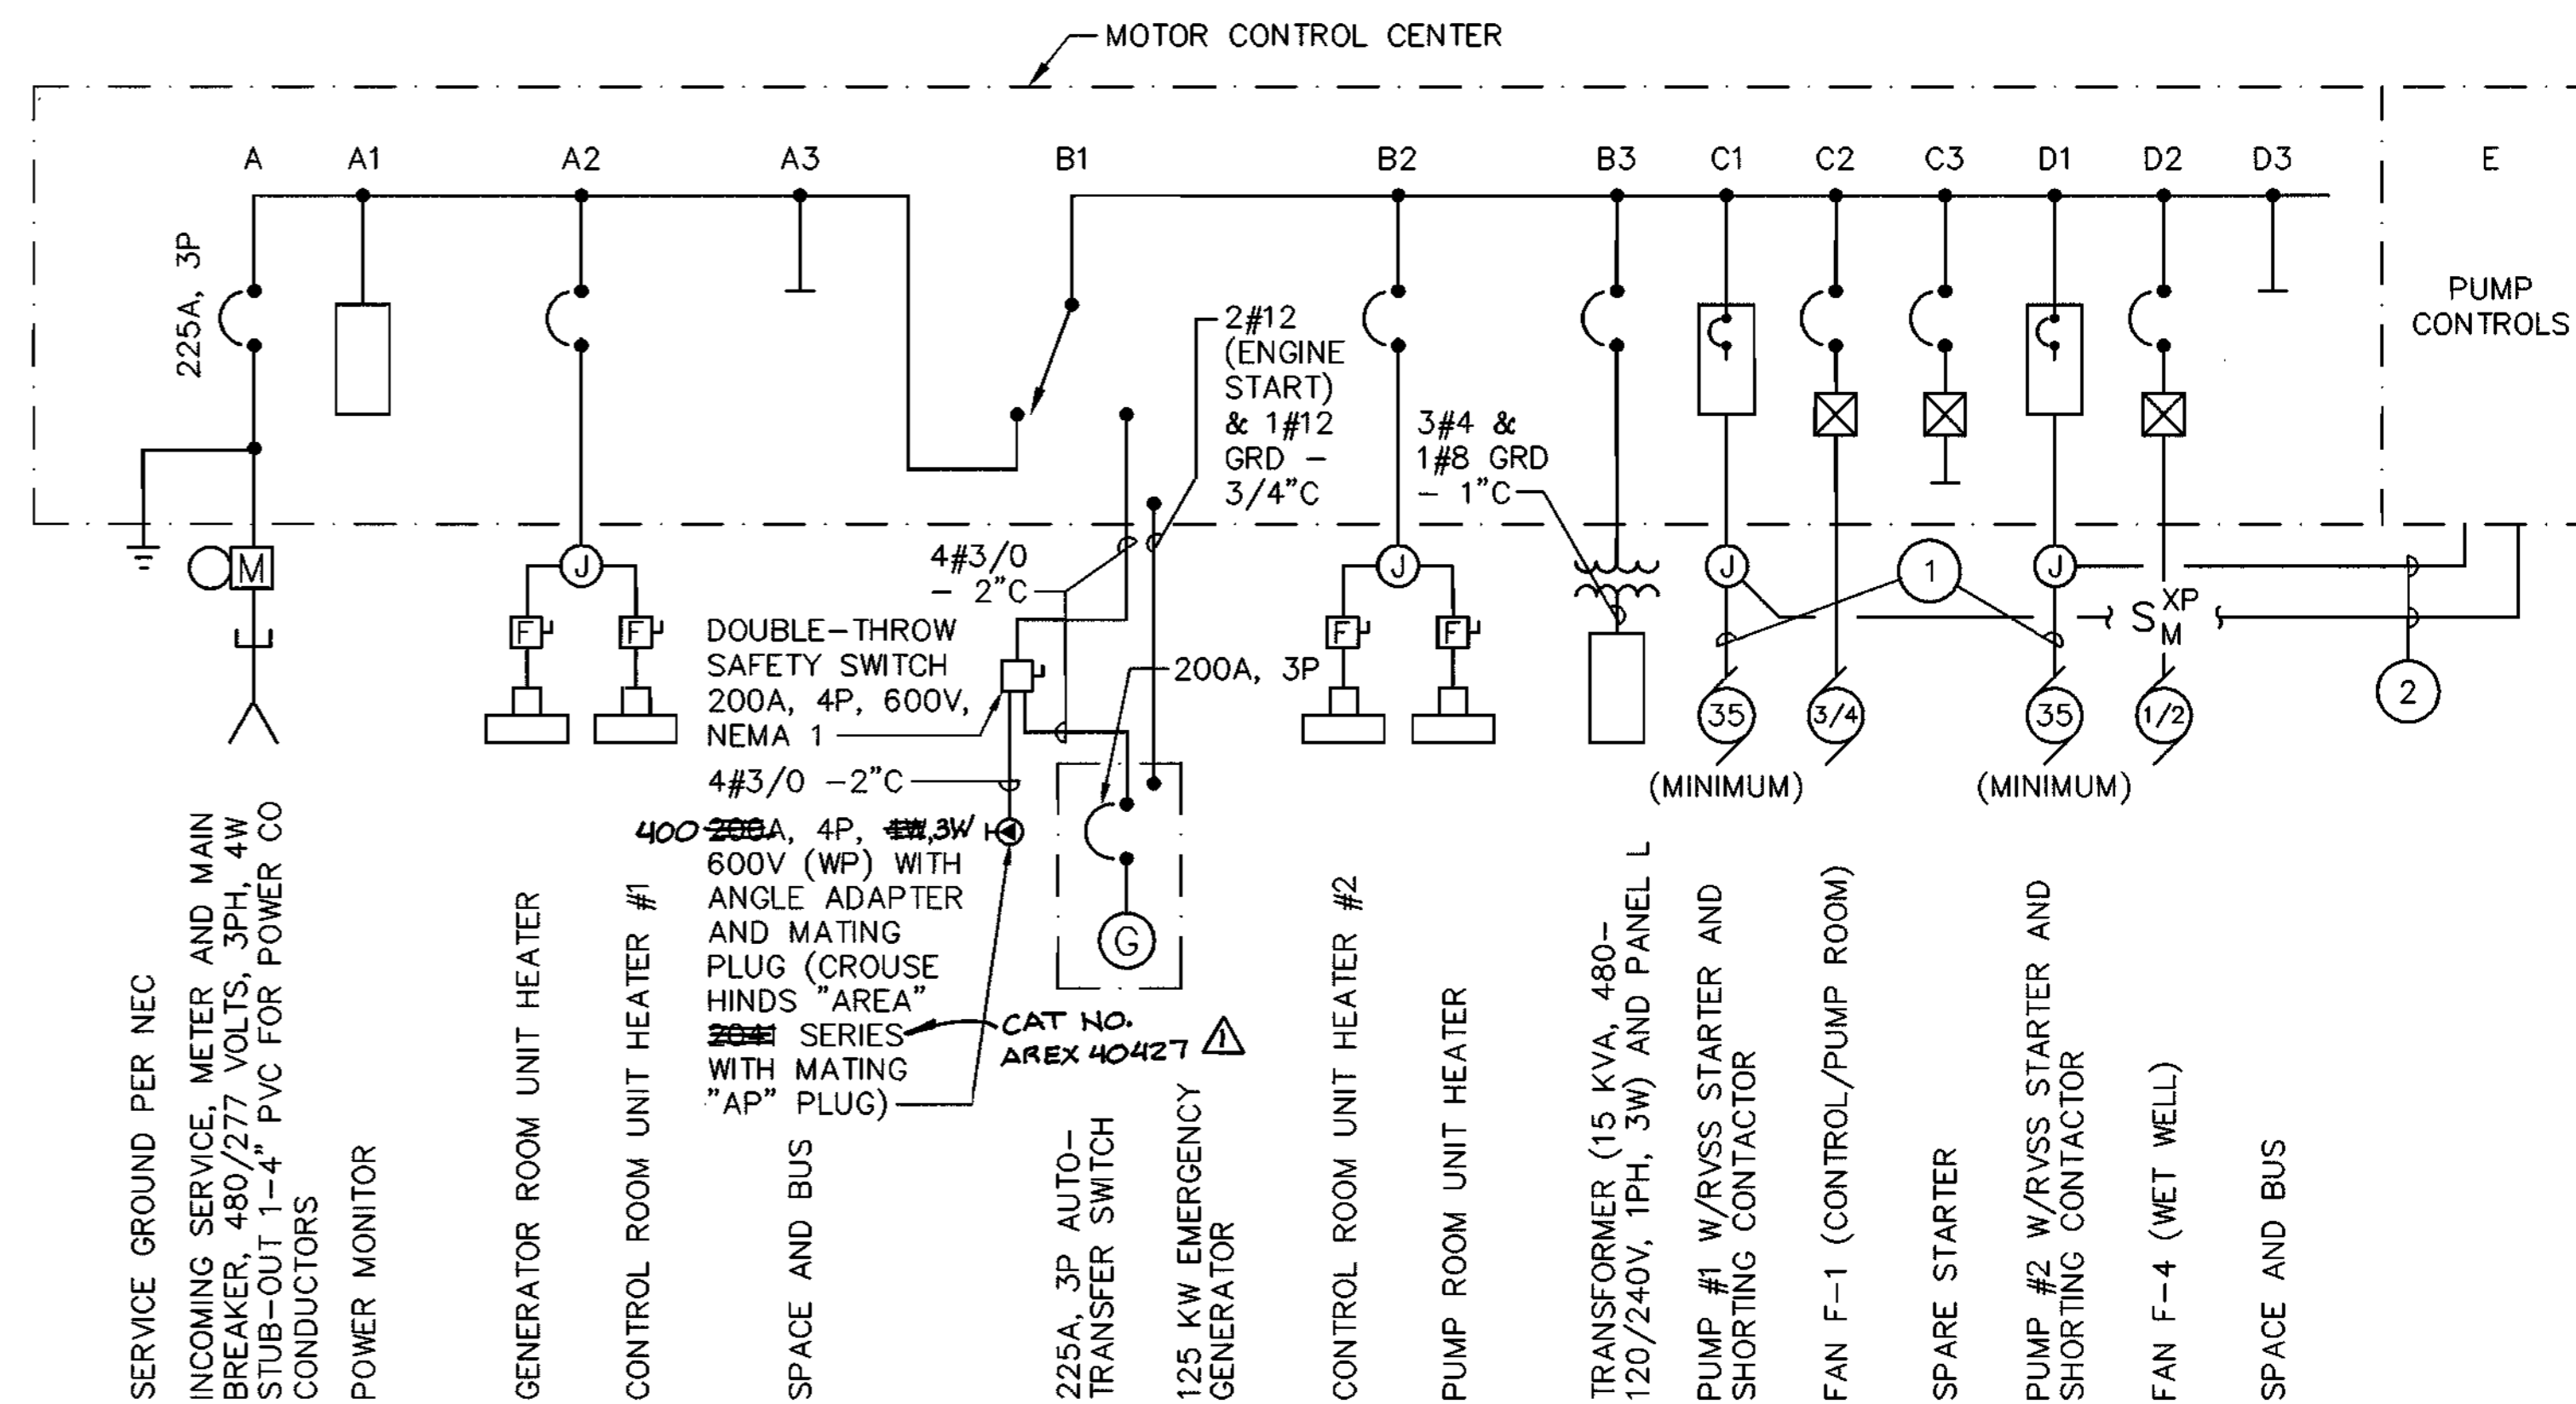 MOTOR CONTROL CENTER
A A1 A2 A3 B1 B2 B3 C1 C2 C3 D1 D2 D3 E
225A, 3P
PUMP
CONTROLS
2#12
(ENGINE
START)
& 1#12
GRD –
3/4"C
3#4 &
1#8 GRD
– 1"C
4#3/0
– 2"C
M
J
F
F
J
F
F
J
J
1
2
S XP
M
DOUBLE–THROW
SAFETY SWITCH
200A, 4P, 600V,
NEMA 1
200A, 3P
4#3/0 –2"C
400 200A, 4P, 4W, 3W
600V (WP) WITH
ANGLE ADAPTER
AND MATING
PLUG (CROUSE
HINDS "AREA"
2041 SERIES
WITH MATING
"AP" PLUG)
CAT NO.
AREX 40427
1
G
35
3/4
35
1/2
(MINIMUM)
(MINIMUM)
SERVICE GROUND PER NEC
INCOMING SERVICE, METER AND MAIN
BREAKER, 480/277 VOLTS, 3PH, 4W
STUB–OUT 1–4" PVC FOR POWER CO
CONDUCTORS
POWER MONITOR
GENERATOR ROOM UNIT HEATER
CONTROL ROOM UNIT HEATER #1
SPACE AND BUS
225A, 3P AUTO–
TRANSFER SWITCH
125 KW EMERGENCY
GENERATOR
CONTROL ROOM UNIT HEATER #2
PUMP ROOM UNIT HEATER
TRANSFORMER (15 KVA, 480–
120/240V, 1PH, 3W) AND PANEL L
PUMP #1 W/RVSS STARTER AND
SHORTING CONTACTOR
FAN F–1 (CONTROL/PUMP ROOM)
SPARE STARTER
PUMP #2 W/RVSS STARTER AND
SHORTING CONTACTOR
FAN F–4 (WET WELL)
SPACE AND BUS